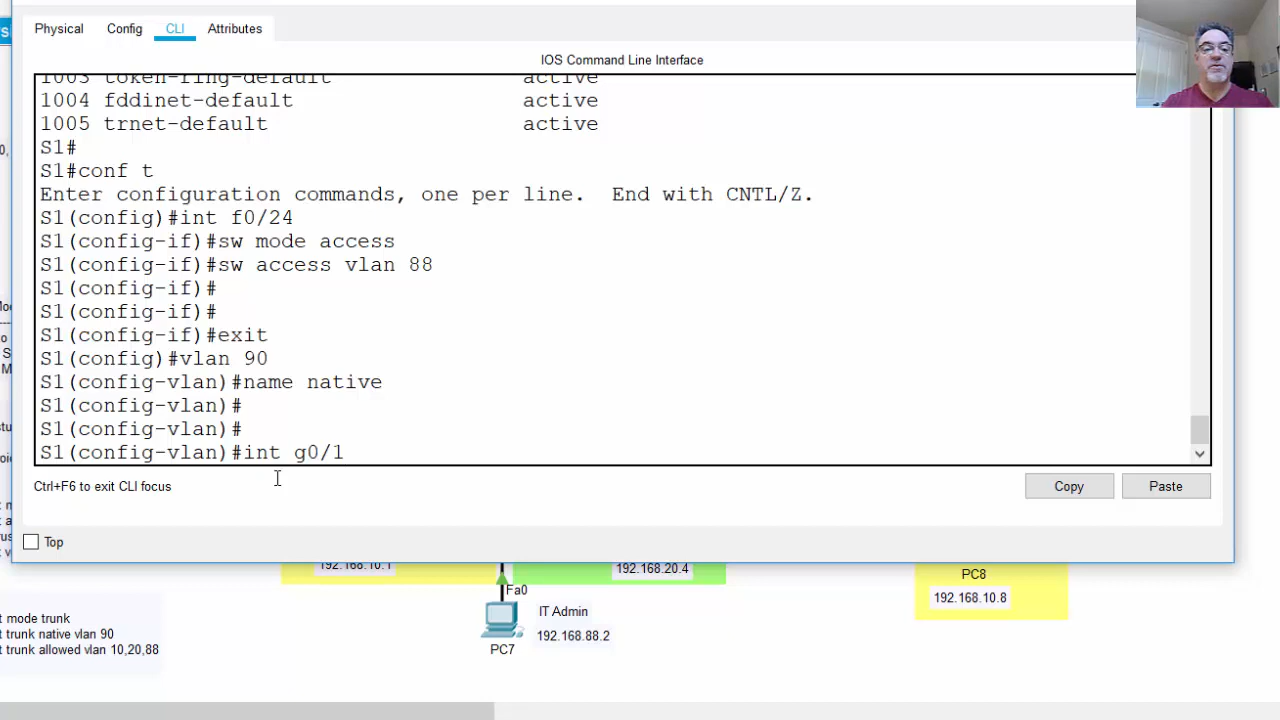 Physical Config CLI Attributes
IOS Command Line Interface
1003 token-ring-default active
1004 fddinet-default active
1005 trnet-default active
S1#
S1#conf t
Enter configuration commands, one per line. End with CNTL/Z.
S1(config)#int f0/24
S1(config-if)#sw mode access
S1(config-if)#sw access vlan 88
S1(config-if)#
S1(config-if)#
S1(config-if)#exit
S1(config)#vlan 90
S1(config-vlan)#name native
S1(config-vlan)#
S1(config-vlan)#
S1(config-vlan)#int g0/1
Ctrl+F6 to exit CLI focus
Copy Paste
Top
192.168.10.1
192.168.20.4
Fa0
IT Admin
192.168.88.2
PC7
PC8
192.168.10.8
t mode trunk
t trunk native vlan 90
t trunk allowed vlan 10,20,88